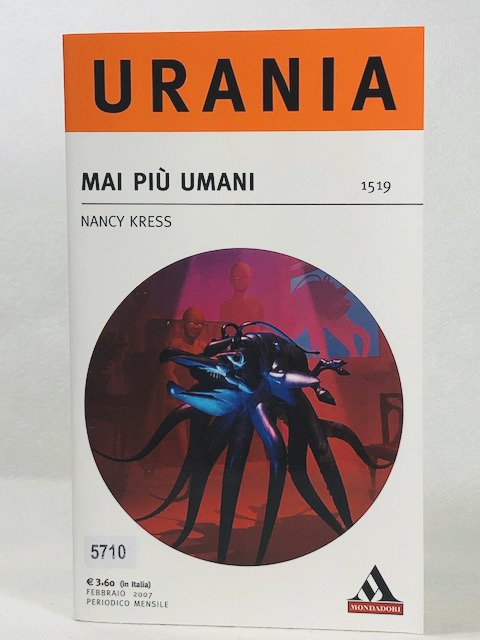 URANIA
MAI PIÙ UMANI 1519
NANCY KRESS
5710
€ 3.60 (in Italia)
FEBBRAIO 2007
PERIODICO MENSILE
MONDADORI